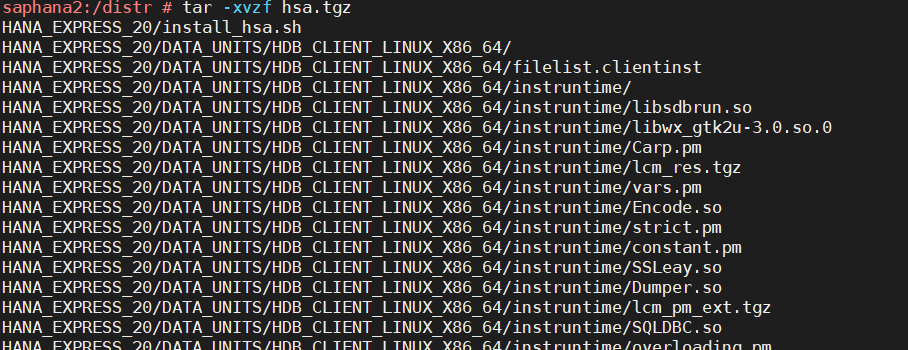 saphana2:/distr # tar -xvzf hsa.tgz
HANA_EXPRESS_20/install_hsa.sh
HANA_EXPRESS_20/DATA_UNITS/HDB_CLIENT_LINUX_X86_64/
HANA_EXPRESS_20/DATA_UNITS/HDB_CLIENT_LINUX_X86_64/filelist.clientinst
HANA_EXPRESS_20/DATA_UNITS/HDB_CLIENT_LINUX_X86_64/instruntime/
HANA_EXPRESS_20/DATA_UNITS/HDB_CLIENT_LINUX_X86_64/instruntime/libsdbrun.so
HANA_EXPRESS_20/DATA_UNITS/HDB_CLIENT_LINUX_X86_64/instruntime/libwx_gtk2u-3.0.so.0
HANA_EXPRESS_20/DATA_UNITS/HDB_CLIENT_LINUX_X86_64/instruntime/Carp.pm
HANA_EXPRESS_20/DATA_UNITS/HDB_CLIENT_LINUX_X86_64/instruntime/lcm_res.tgz
HANA_EXPRESS_20/DATA_UNITS/HDB_CLIENT_LINUX_X86_64/instruntime/vars.pm
HANA_EXPRESS_20/DATA_UNITS/HDB_CLIENT_LINUX_X86_64/instruntime/Encode.so
HANA_EXPRESS_20/DATA_UNITS/HDB_CLIENT_LINUX_X86_64/instruntime/strict.pm
HANA_EXPRESS_20/DATA_UNITS/HDB_CLIENT_LINUX_X86_64/instruntime/constant.pm
HANA_EXPRESS_20/DATA_UNITS/HDB_CLIENT_LINUX_X86_64/instruntime/SSLeay.so
HANA_EXPRESS_20/DATA_UNITS/HDB_CLIENT_LINUX_X86_64/instruntime/Dumper.so
HANA_EXPRESS_20/DATA_UNITS/HDB_CLIENT_LINUX_X86_64/instruntime/lcm_pm_ext.tgz
HANA_EXPRESS_20/DATA_UNITS/HDB_CLIENT_LINUX_X86_64/instruntime/SQLDBC.so
HANA_EXPRESS_20/DATA_UNITS/HDB_CLIENT_LINUX_X86_64/instruntime/overloading.pm